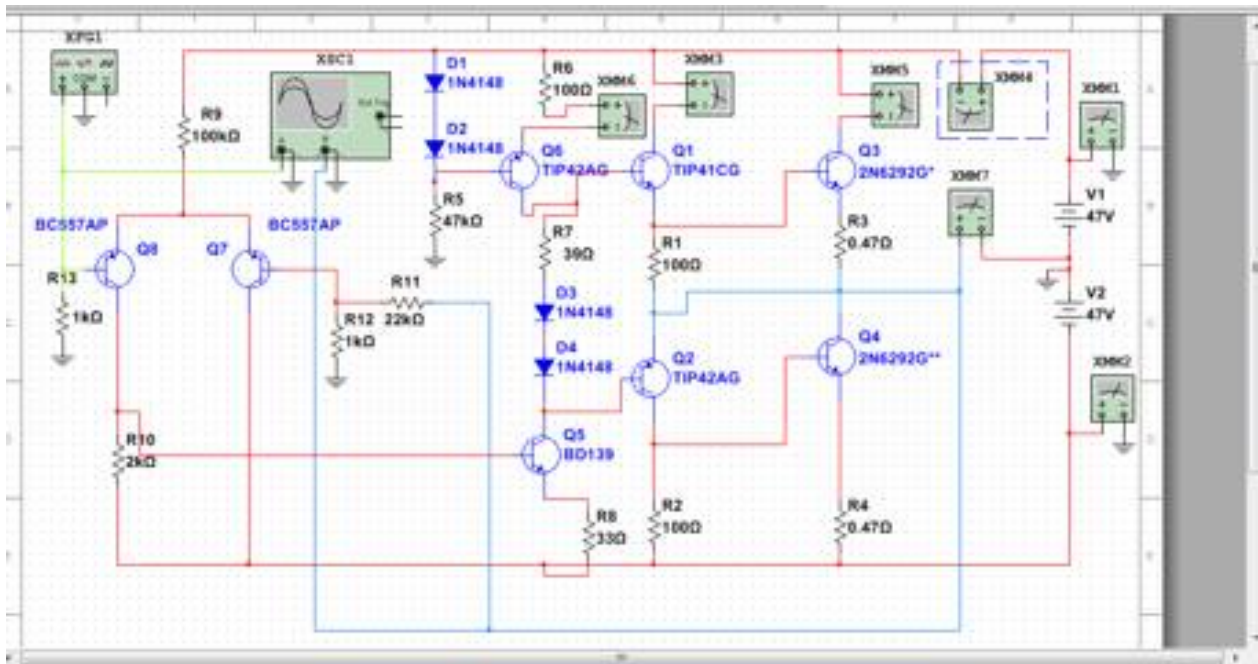 XFG1
COM
XSC1
Ext Trig
D1
1N4148
R6
100Ω
XMM6
XMM3
XMM5
XMM4
XMM1
R9
100kΩ
D2
1N4148
Q6
TIP42AG
Q1
TIP41CG
Q3
2N6292G*
XMM7
V1
47V
BC557AP
Q8
Q7
BC557AP
R5
47kΩ
R7
39Ω
R1
100Ω
R3
0.47Ω
R13
1kΩ
R11
22kΩ
R12
1kΩ
D3
1N4148
D4
1N4148
V2
47V
Q2
TIP42AG
Q4
2N6292G**
XMM2
R10
2kΩ
Q5
BD139
R8
33Ω
R2
100Ω
R4
0.47Ω